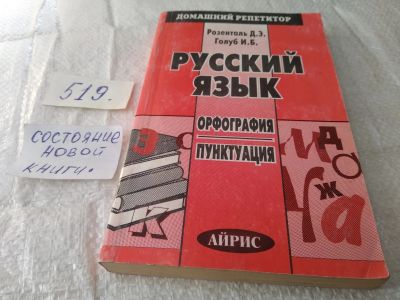 ДОМАШНИЙ РЕПЕТИТОР
Розенталь Д.Э.
Голуб И.Б.
РУССКИЙ
ЯЗЫК
ОРФОГРАФИЯ
ПУНКТУАЦИЯ
АЙРИС
519.
СОСТОЯНИЕ
НОВОЙ
КНИГИ.